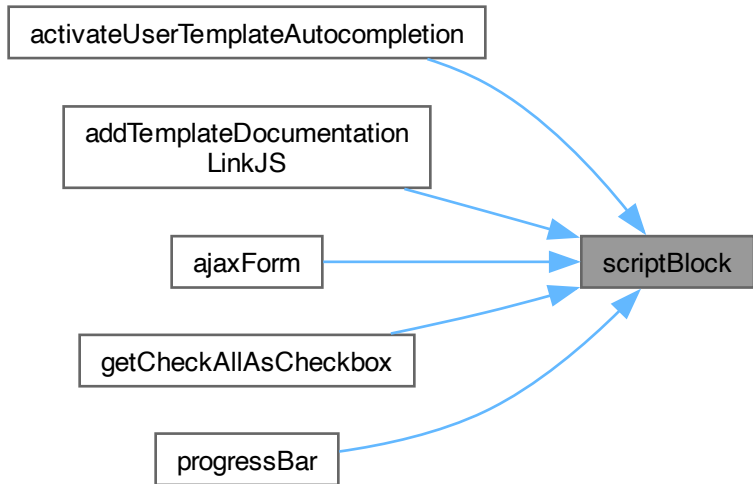 activateUserTemplateAutocompletion
addTemplateDocumentation
LinkJS
ajaxForm
scriptBlock
getCheckAllAsCheckbox
progressBar